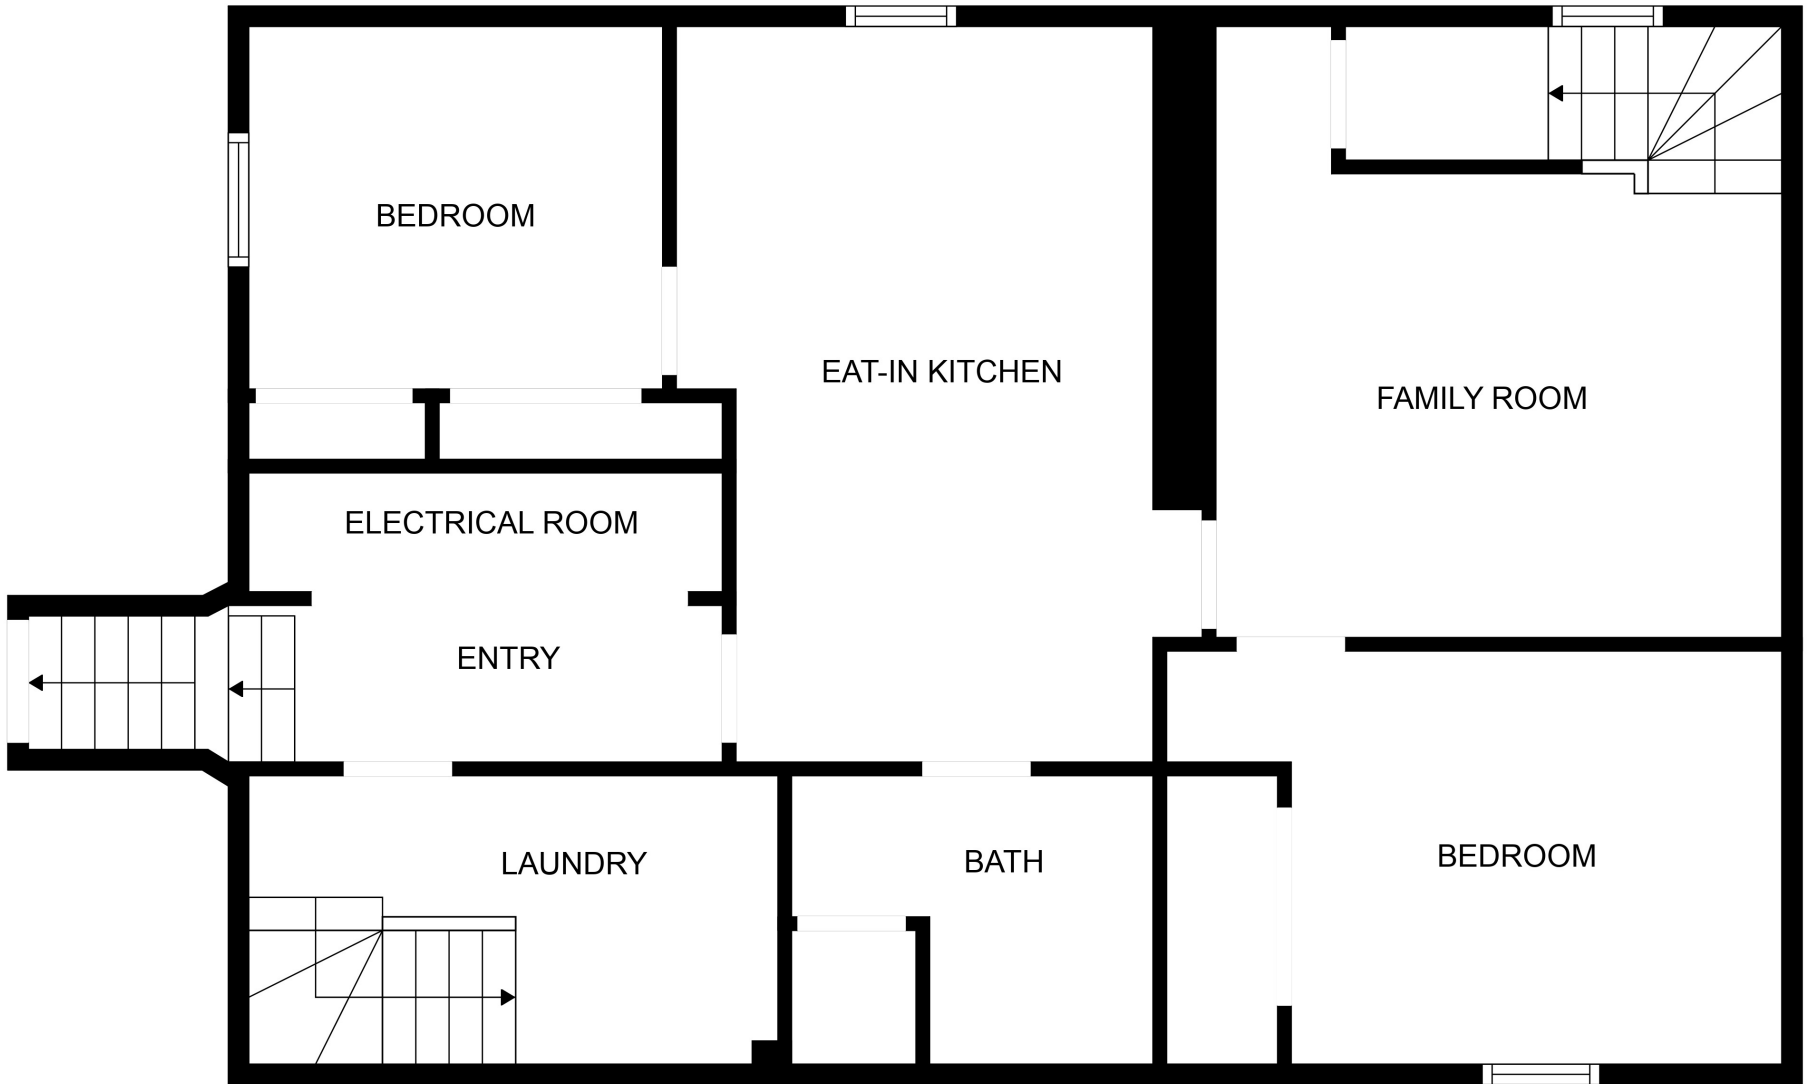 BEDROOM
EAT-IN KITCHEN
FAMILY ROOM
ELECTRICAL ROOM
ENTRY
LAUNDRY
BATH
BEDROOM